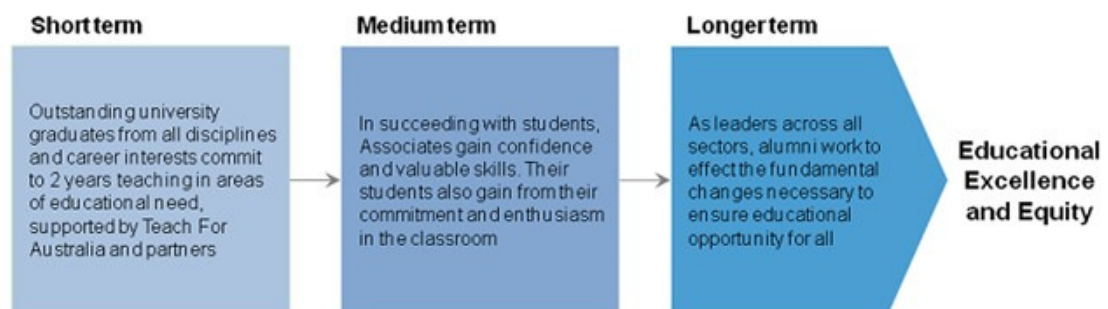 Short term
Outstanding university
graduates from all disciplines
and career interests commit
to 2 years teaching in areas
of educational need,
supported by Teach For
Australia and partners
Medium term
In succeeding with students,
Associates gain confidence
and valuable skills. Their
students also gain from their
commitment and enthusiasm
in the classroom
Longer term
As leaders across all
sectors, alumni work to
effect the fundamental
changes necessary to
ensure educational
opportunity for all
Educational
Excellence
and Equity